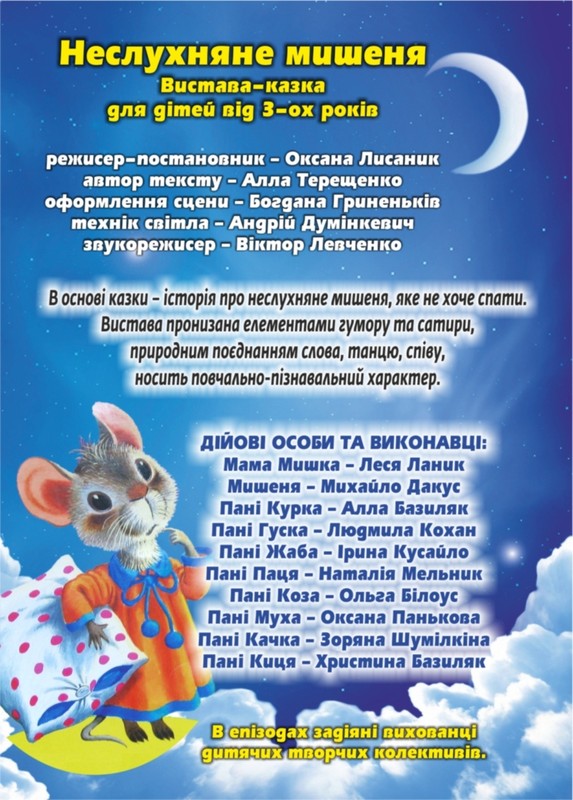 Неслухняне мишеня
Вистава-казка
для дітей від 3-ох років
режисер-постановник – Оксана Лисаник
автор тексту – Алла Терещенко
оформлення сцени – Богдана Гриненьків
технік світла – Андрій Думінкевич
звукорежисер – Віктор Левченко
В основі казки – історія про неслухняне мишеня, яке не хоче спати.
Вистава пронизана елементами гумору та сатири,
природним поєднанням слова, танцю, співу,
носить повчально-пізнавальний характер.
ДІЙОВІ ОСОБИ ТА ВИКОНАВЦІ:
Мама Мишка – Леся Ланик
Мишеня – Михайло Дакус
Пані Курка – Алла Базиляк
Пані Гуска – Людмила Кохан
Пані Жаба – Ірина Кусайло
Пані Паця – Наталія Мельник
Пані Коза – Ольга Білоус
Пані Муха – Оксана Панькова
Пані Качка – Зоряна Шумілкіна
Пані Киця – Христина Базиляк
В епізодах задіяні вихованці
дитячих творчих колективів.